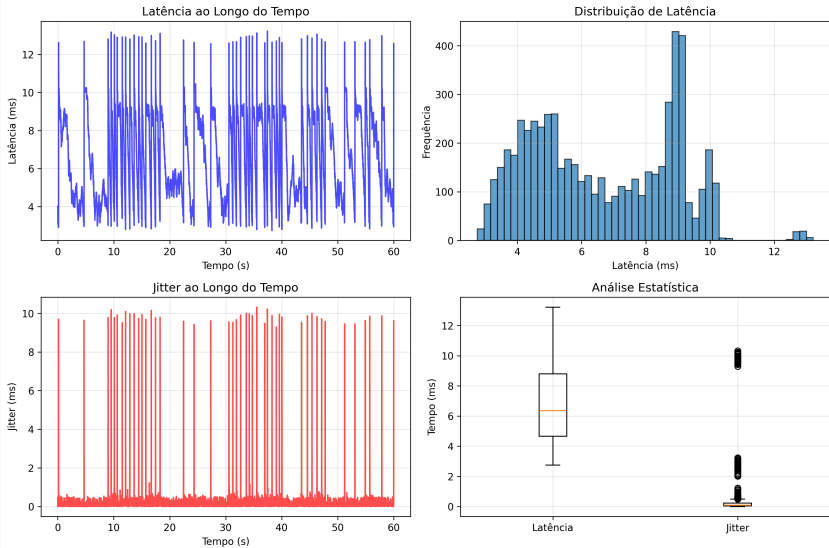 Latência ao Longo do Tempo
Latência (ms)
12
10
8
6
4
0 10 20 30 40 50 60
Tempo (s)
Distribuição de Latência
Frequência
400
300
200
100
0
4 6 8 10 12
Latência (ms)
Jitter ao Longo do Tempo
Jitter (ms)
10
8
6
4
2
0
0 10 20 30 40 50 60
Tempo (s)
Análise Estatística
Tempo (ms)
12
10
8
6
4
2
0
Latência Jitter